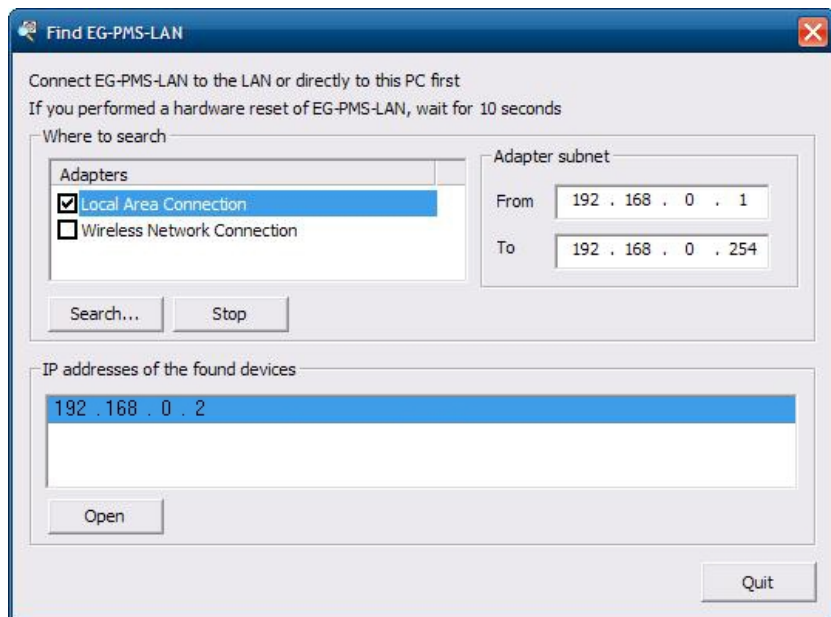 Find EG-PMS-LAN
Connect EG-PMS-LAN to the LAN or directly to this PC first
If you performed a hardware reset of EG-PMS-LAN, wait for 10 seconds
Where to search
Adapters
Local Area Connection
Wireless Network Connection
Adapter subnet
From 192 . 168 . 0 . 1
To 192 . 168 . 0 . 254
Search... Stop
IP addresses of the found devices
192 . 168 . 0 . 2
Open
Quit